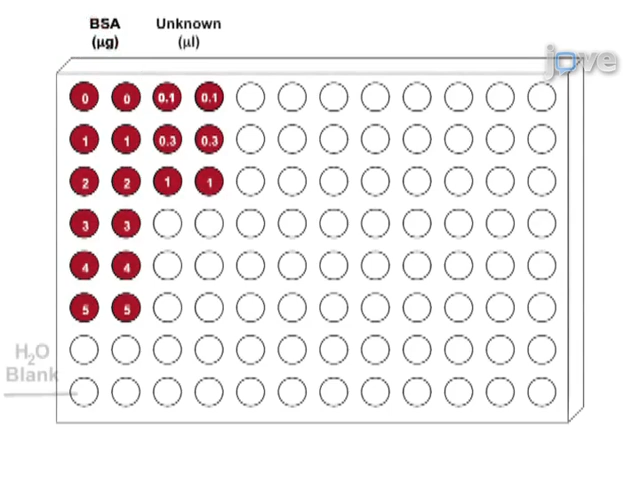 BSA Unknown
(µg) (µl)
jove
0 0 0.1 0.1
1 1 0.3 0.3
2 2 1 1
3 3
4 4
5 5
H₂O
Blank